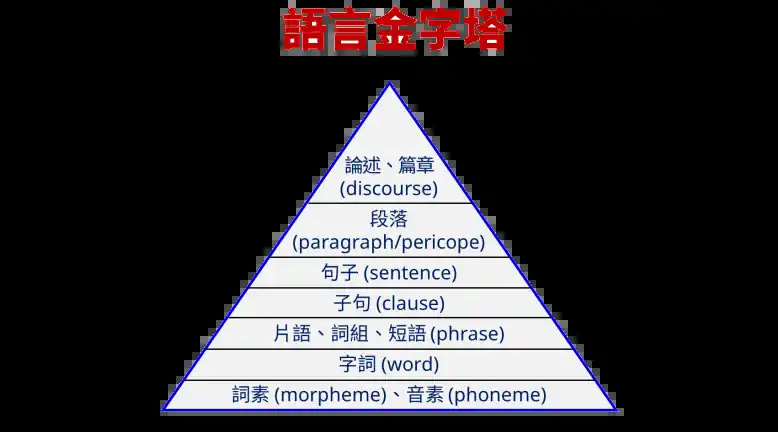 語言金字塔
論述、篇章
(discourse)
段落
(paragraph/pericope)
句子 (sentence)
子句 (clause)
片語、詞組、短語 (phrase)
字詞 (word)
詞素 (morpheme)、音素 (phoneme)